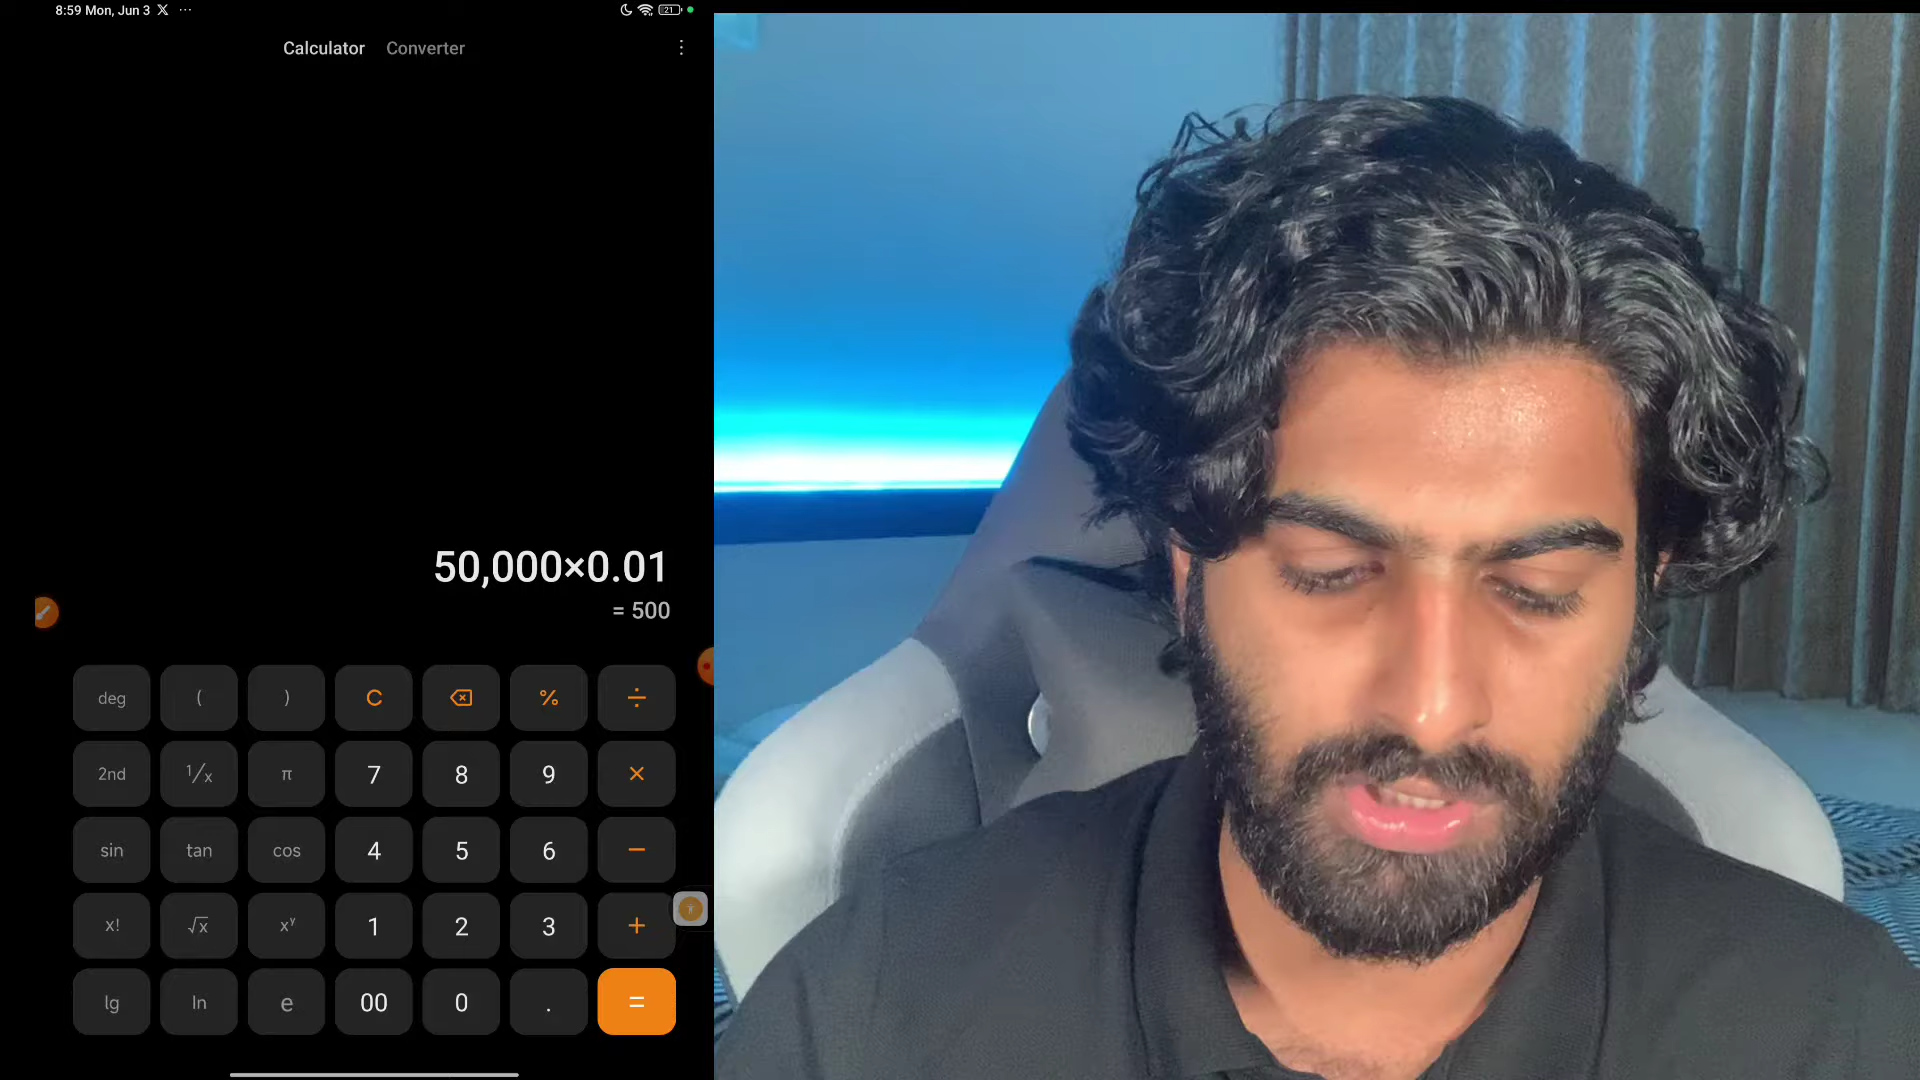 8:59 Mon, Jun 3 X ···
21
Calculator Converter
50,000×0.01
= 500
deg ( ) C % ÷
2nd 1/x π 7 8 9 ×
sin tan cos 4 5 6 −
x! √x xʸ 1 2 3 +
lg ln e 00 0 . =